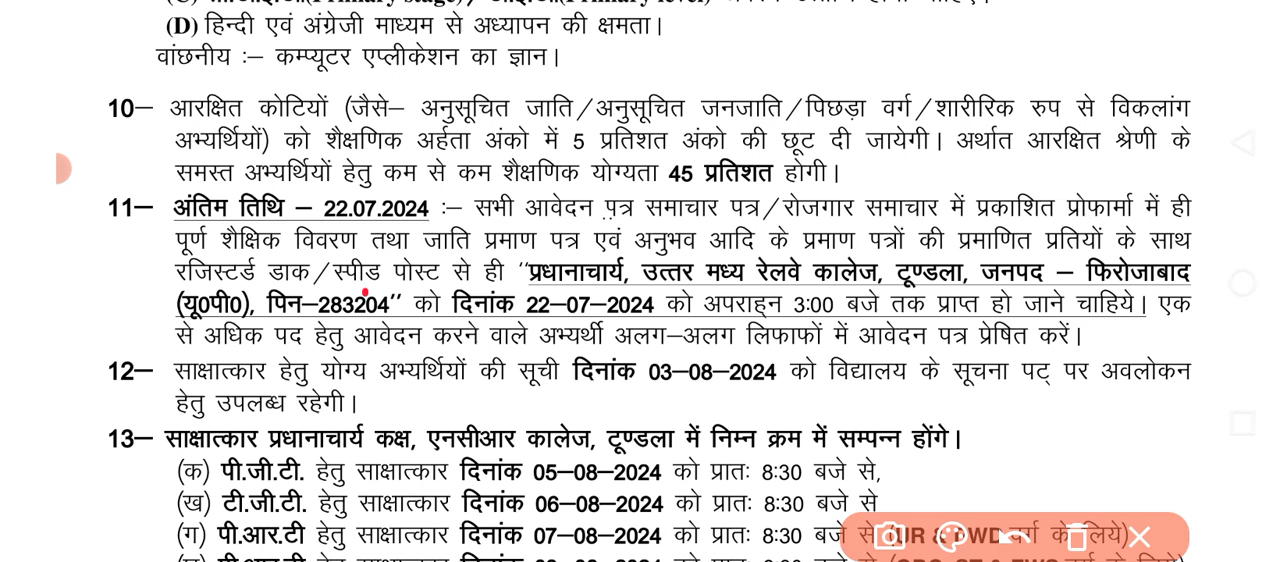 (D) हिन्दी एवं अंग्रेजी माध्यम से अध्यापन की क्षमता।
वांछनीय :– कम्प्यूटर एप्लीकेशन का ज्ञान।
10– आरक्षित कोटियों (जैसे– अनुसूचित जाति/अनुसूचित जनजाति/पिछड़ा वर्ग/शारीरिक रुप से विकलांग
अभ्यर्थियों) को शैक्षणिक अर्हता अंको में 5 प्रतिशत अंको की छूट दी जायेगी। अर्थात आरक्षित श्रेणी के
समस्त अभ्यर्थियों हेतु कम से कम शैक्षणिक योग्यता 45 प्रतिशत होगी।
11– अंतिम तिथि – 22.07.2024 :– सभी आवेदन पत्र समाचार पत्र/रोजगार समाचार में प्रकाशित प्रोफार्मा में ही
पूर्ण शैक्षिक विवरण तथा जाति प्रमाण पत्र एवं अनुभव आदि के प्रमाण पत्रों की प्रमाणित प्रतियों के साथ
रजिस्टर्ड डाक/स्पीड पोस्ट से ही ''प्रधानाचार्य, उत्तर मध्य रेलवे कालेज, टूण्डला, जनपद – फिरोजाबाद
(यू0पी0), पिन–283204'' को दिनांक 22–07–2024 को अपराह्न 3:00 बजे तक प्राप्त हो जाने चाहिये। एक
से अधिक पद हेतु आवेदन करने वाले अभ्यर्थी अलग–अलग लिफाफों में आवेदन पत्र प्रेषित करें।
12– साक्षात्कार हेतु योग्य अभ्यर्थियों की सूची दिनांक 03–08–2024 को विद्यालय के सूचना पट् पर अवलोकन
हेतु उपलब्ध रहेगी।
13– साक्षात्कार प्रधानाचार्य कक्ष, एनसीआर कालेज, टूण्डला में निम्न क्रम में सम्पन्न होंगे।
(क) पी.जी.टी. हेतु साक्षात्कार दिनांक 05–08–2024 को प्रातः 8:30 बजे से,
(ख) टी.जी.टी. हेतु साक्षात्कार दिनांक 06–08–2024 को प्रातः 8:30 बजे से
(ग) पी.आर.टी हेतु साक्षात्कार दिनांक 07–08–2024 को प्रातः 8:30 बजे से (UR & EWD वर्ग के लिये)